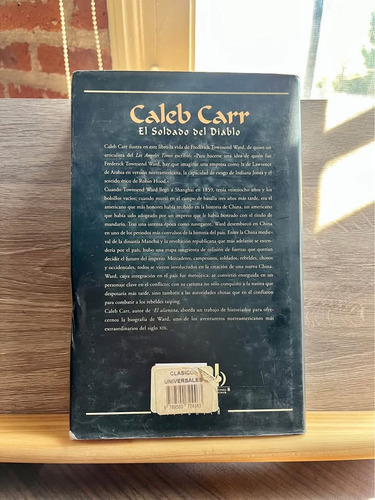 Caleb Carr
El Soldado del Diablo
Caleb Carr ilustra en este libro la vida de Frederick Townsend Ward, de quien un
articulista del Los Angeles Times escribió: «Para hacerse una idea de quién fue
Frederick Townsend Ward, hay que imaginar una empresa como la de Lawrence
de Arabia en versión norteamericana, la capacidad de riesgo de Indiana Jones y el
sentido ético de Robin Hood.»
Cuando Townsend Ward llegó a Shanghai en 1859, tenía veintiocho años y los
bolsillos vacíos; cuando murió en el campo de batalla tres años más tarde, era el
americano que más honores había recibido en la historia de China, un americano
que había sido adoptado por un imperio que le había honrado con el título de
mandarín. Tras una intensa época como navegante, Ward desembarcó en China
en uno de los periodos más convulsos de la historia del país. Entre la China medie-
val de la dinastía Manchú y la revolución republicana que más adelante se exten-
dería por el país, hubo una etapa sangrienta de colisión de fuerzas que querían
decidir el futuro del imperio. Mercaderes, campesinos, soldados, rebeldes, chinos
y occidentales, todos se vieron involucrados en la creación de una nueva China.
Ward, cuya integración en el país fue meteórica, se convirtió enseguida en un
personaje clave en el conflicto; con su carisma no sólo conquistó a la nativa que
desposaría más tarde, sino también a las autoridades chinas que en él confiaron
para combatir a los rebeldes taiping.
Caleb Carr, autor de El alienista, aborda un trabajo de historiador para ofre-
cernos la biografía de Ward, uno de los aventureros norteamericanos más
extraordinarios del siglo XIX.
CLASICOS
UNIVERSALES